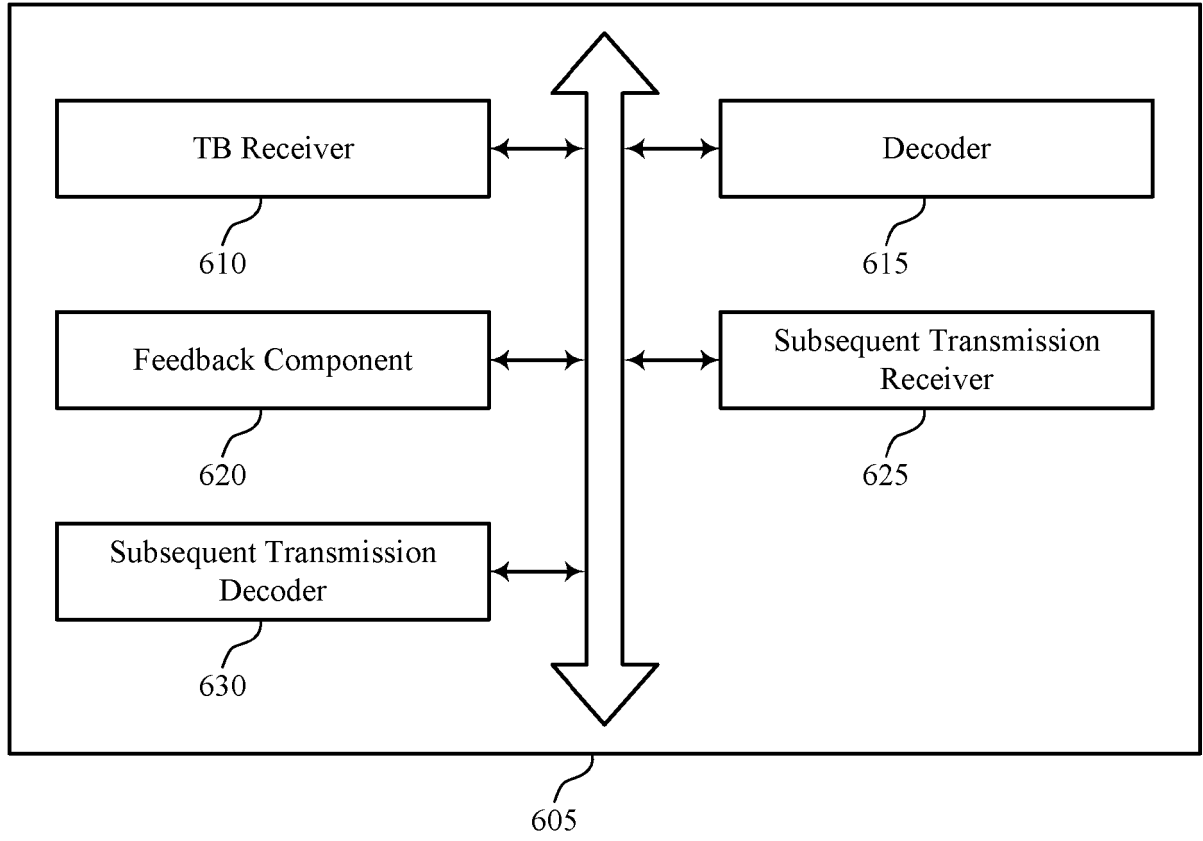 TB Receiver
610
Decoder
615
Feedback Component
620
Subsequent Transmission
Receiver
625
Subsequent Transmission
Decoder
630
605